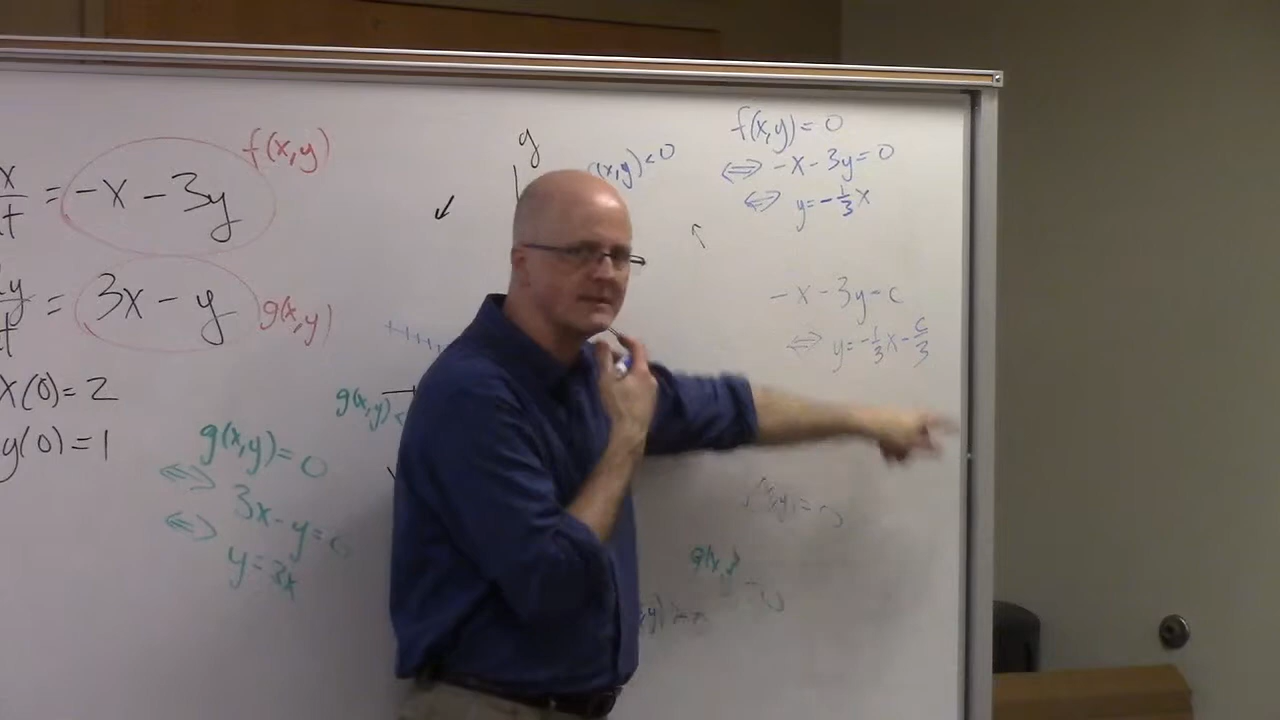 f(x,y)
= -x - 3y
= 3x - y
g(x,y)
x(0) = 2
y(0) = 1
g(x,y) = 0
⇔ 3x - y = 0
⇔ y = 3x
y
(x,y) < 0
g(x,y) <
f(x,y) = 0
⇔ -x - 3y = 0
⇔ y = -1/3 x
-x - 3y = c
⇔ y = -1/3 x - c/3
g(x,y